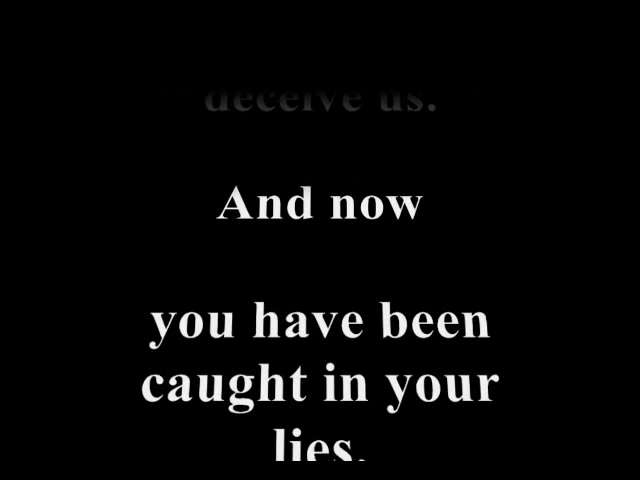 deceive us.
And now
you have been
caught in your
lies.